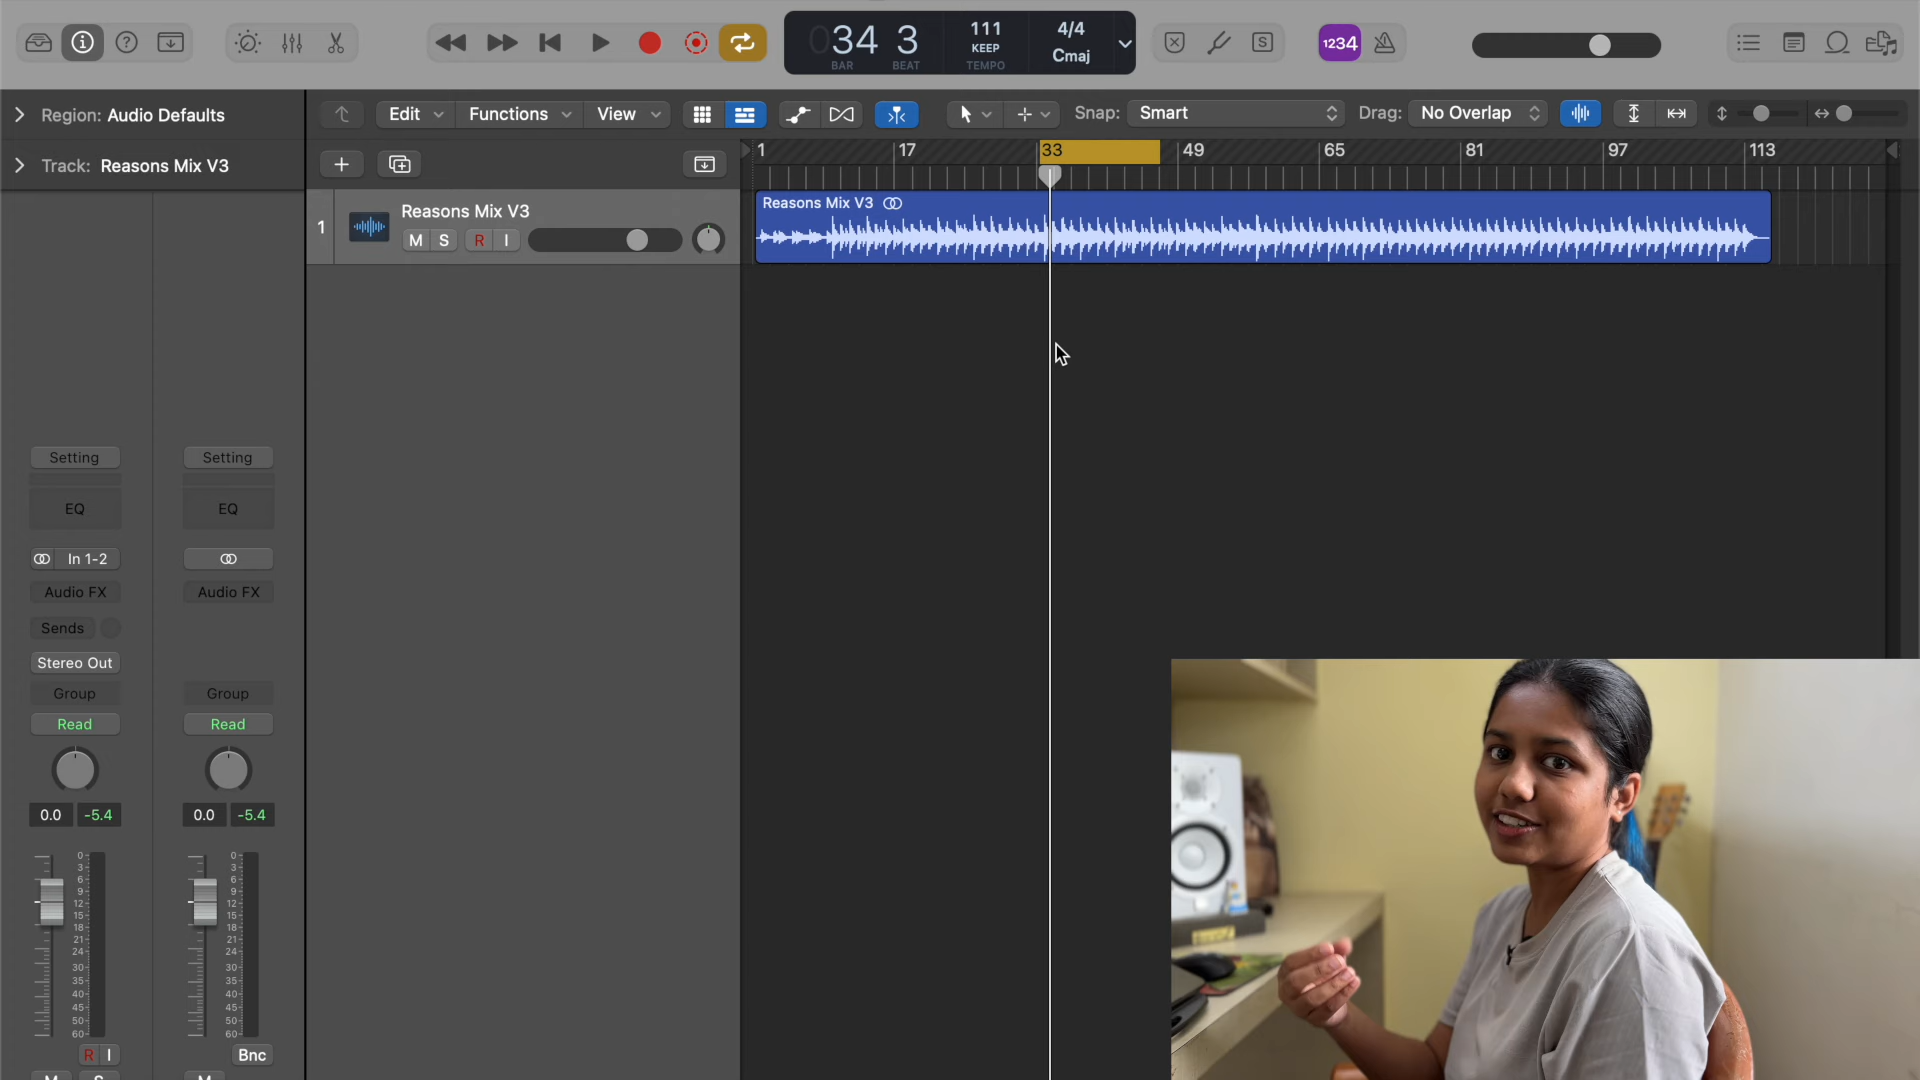 034 3
BAR BEAT
111
KEEP
TEMPO
4/4
Cmaj
S
1234
Region: Audio Defaults
Track: Reasons Mix V3
Edit
Functions
View
Snap: Smart
Drag: No Overlap
1 17 33 49 65 81 97 113
1
Reasons Mix V3
M S R I
Reasons Mix V3
Setting
Setting
EQ
EQ
In 1-2
Audio FX
Audio FX
Sends
Stereo Out
Group
Group
Read
Read
0.0 -5.4
0.0 -5.4
0 0
3 3
6 6
9 9
12 12
15 15
18 18
21 21
24 24
30 30
35 35
40 40
45 45
50 50
60 60
R I
Bnc
M S
M